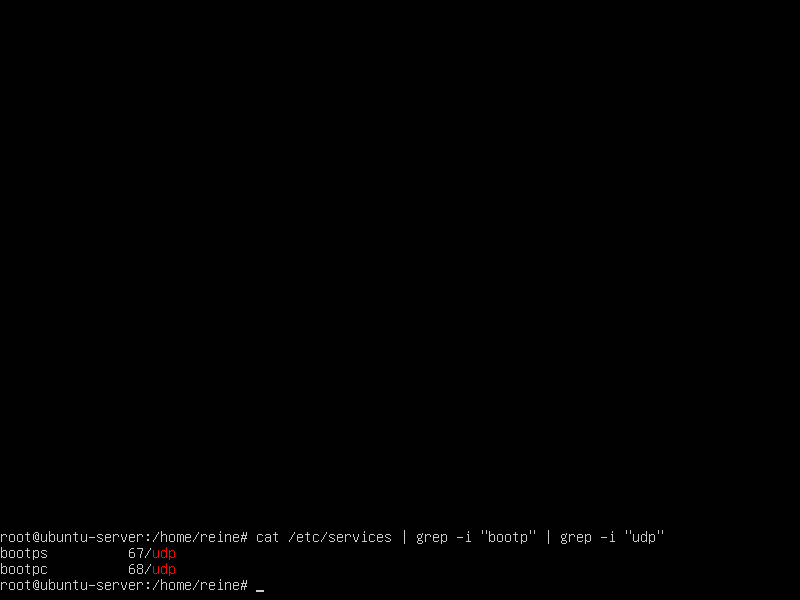 root@ubuntu-server:/home/reine# cat /etc/services | grep -i "bootp" | grep -i "udp"
bootps          67/udp
bootpc          68/udp
root@ubuntu-server:/home/reine# _